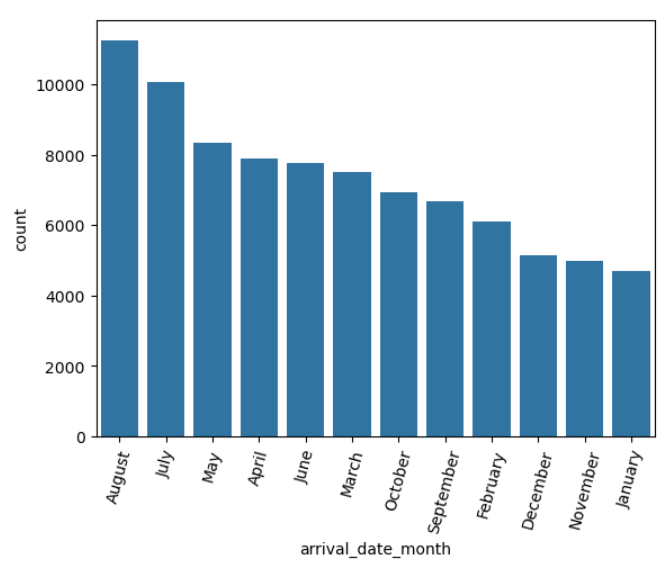 count
10000
8000
6000
4000
2000
0
August
July
May
April
June
March
October
September
February
December
November
January
arrival_date_month